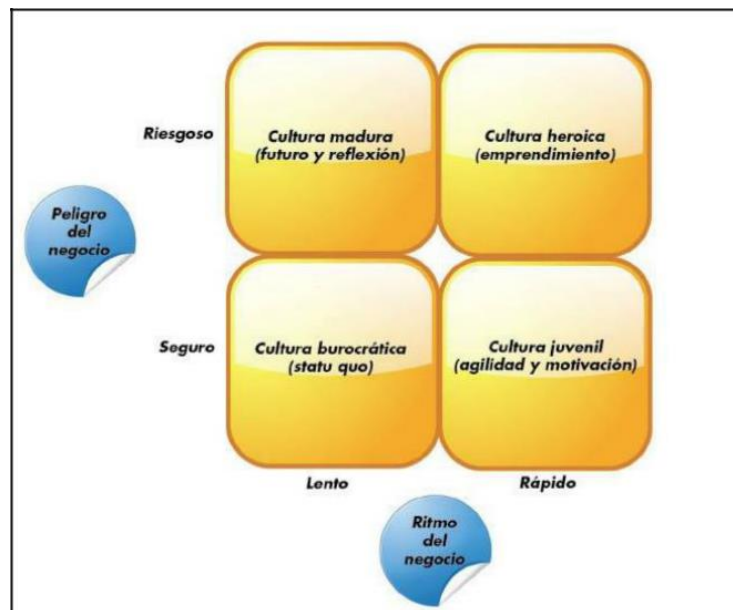 Riesgoso
Cultura madura
(futuro y reflexión)
Cultura heroica
(emprendimiento)
Peligro
del
negocio
Seguro
Cultura burocrática
(statu quo)
Cultura juvenil
(agilidad y motivación)
Lento
Rápido
Ritmo
del
negocio